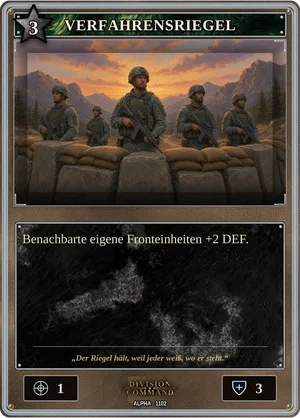 3
VERFAHRENSRIEGEL
Benachbarte eigene Fronteinheiten +2 DEF.
„Der Riegel hält, weil jeder weiß, wo er steht.“
1
DIVISION
COMMAND
ALPHA 1102
3